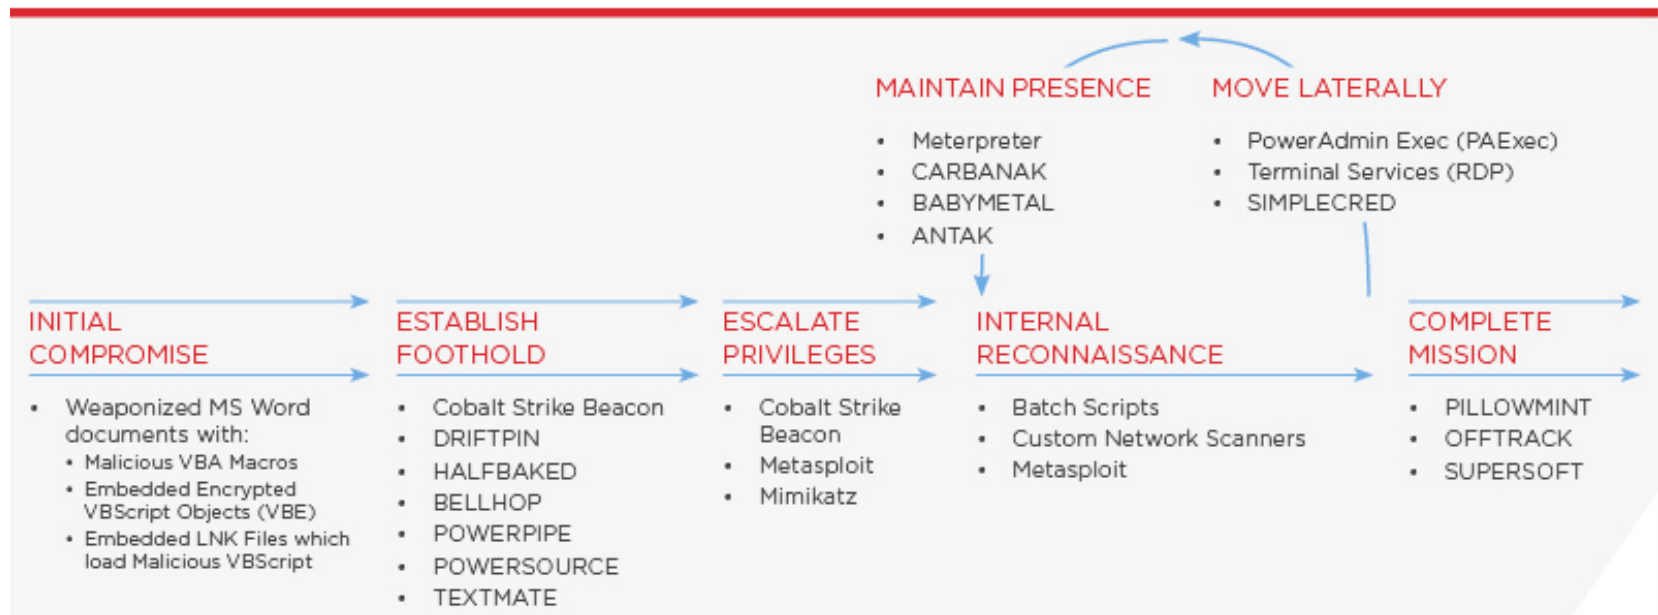 MAINTAIN PRESENCE
• Meterpreter
• CARBANAK
• BABYMETAL
• ANTAK
MOVE LATERALLY
• PowerAdmin Exec (PAExec)
• Terminal Services (RDP)
• SIMPLECRED
INITIAL
COMPROMISE
• Weaponized MS Word
documents with:
• Malicious VBA Macros
• Embedded Encrypted
VBScript Objects (VBE)
• Embedded LNK Files which
load Malicious VBScript
ESTABLISH
FOOTHOLD
• Cobalt Strike Beacon
• DRIFTPIN
• HALFBAKED
• BELLHOP
• POWERPIPE
• POWERSOURCE
• TEXTMATE
ESCALATE
PRIVILEGES
• Cobalt Strike
Beacon
• Metasploit
• Mimikatz
INTERNAL
RECONNAISSANCE
• Batch Scripts
• Custom Network Scanners
• Metasploit
COMPLETE
MISSION
• PILLOWMINT
• OFFTRACK
• SUPERSOFT